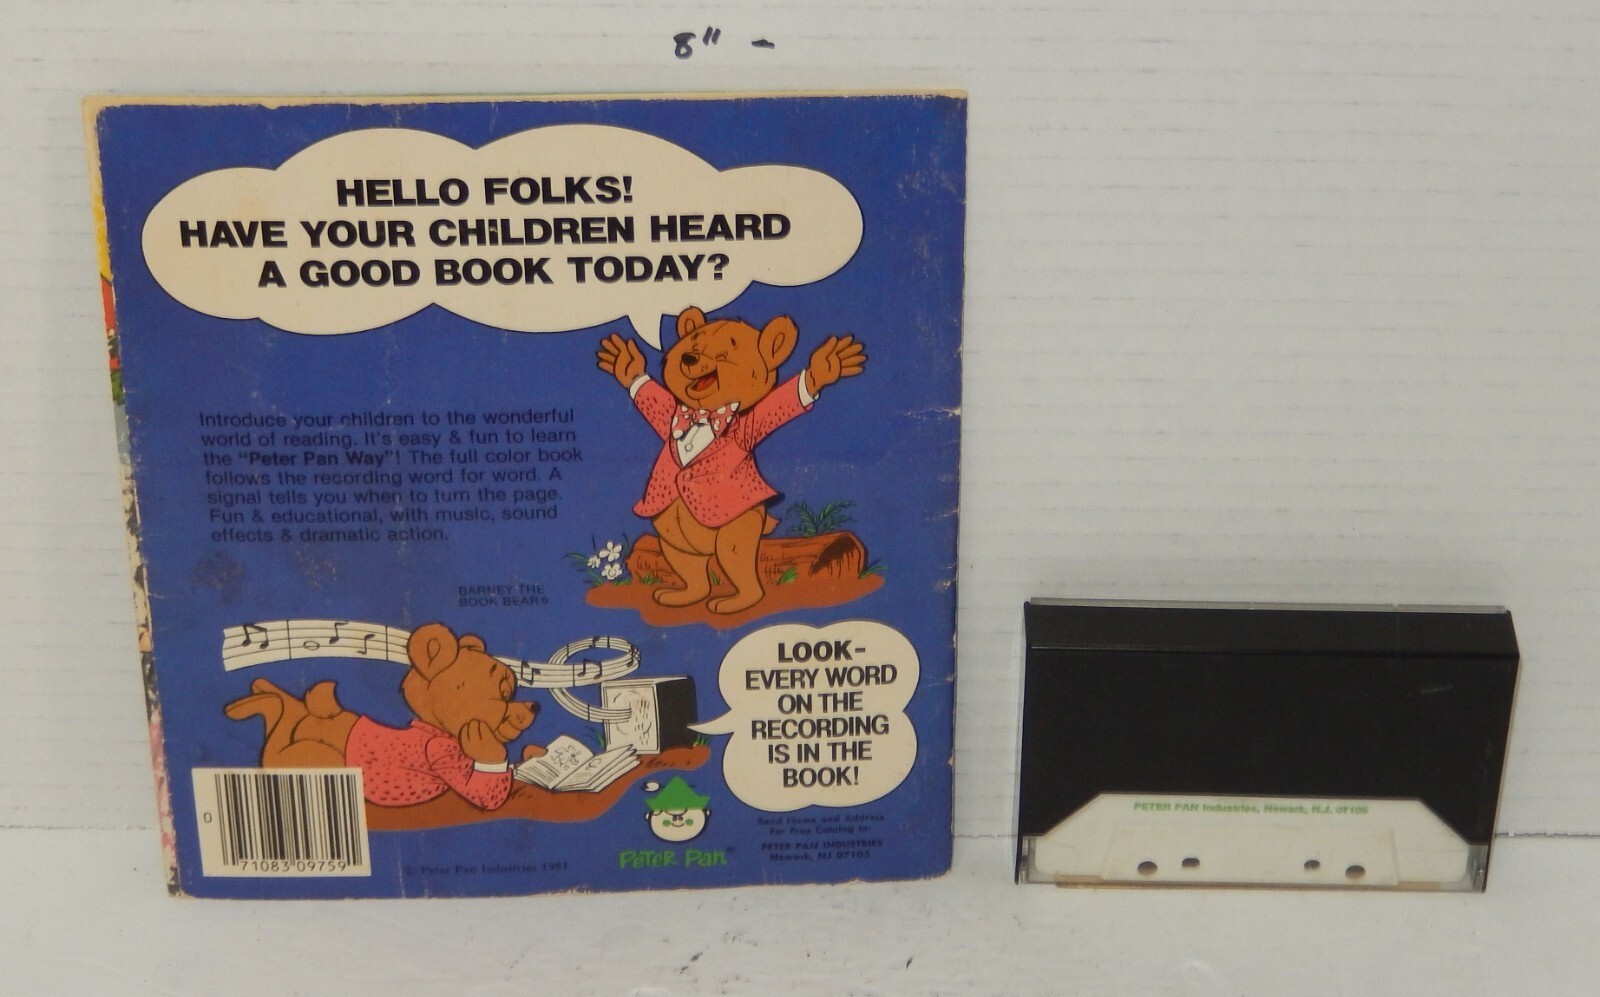 8" -
HELLO FOLKS!
HAVE YOUR CHILDREN HEARD
A GOOD BOOK TODAY?
Introduce your children to the wonderful
world of reading. It's easy & fun to learn
the "Peter Pan Way"! The full color book
follows the recording word for word. A
signal tells you when to turn the page.
Fun & educational, with music, sound
effects & dramatic action.
BARNEY THE
BOOK BEAR®
LOOK-
EVERY WORD
ON THE
RECORDING
IS IN THE
BOOK!
0
71083 09759
© Peter Pan Industries 1981
PETER PAN®
Send Name and Address
For Free Catalog to:
PETER PAN INDUSTRIES
Newark, NJ 07105
PETER PAN Industries, Newark, N.J. 07105